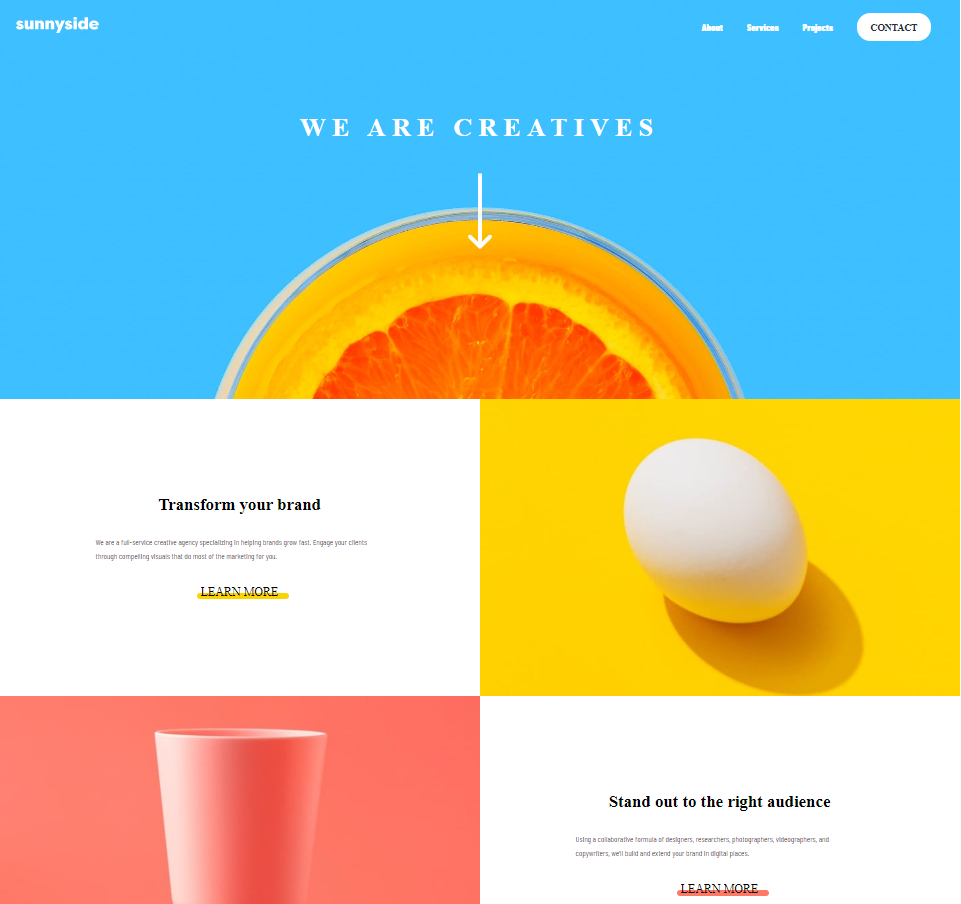 sunnyside
About Services Projects CONTACT
WE ARE CREATIVES
Transform your brand
We are a full-service creative agency specializing in helping brands grow fast. Engage your clients
through compelling visuals that do most of the marketing for you.
LEARN MORE
Stand out to the right audience
Using a collaborative formula of designers, researchers, photographers, videographers, and
copywriters, we'll build and extend your brand in digital places.
LEARN MORE